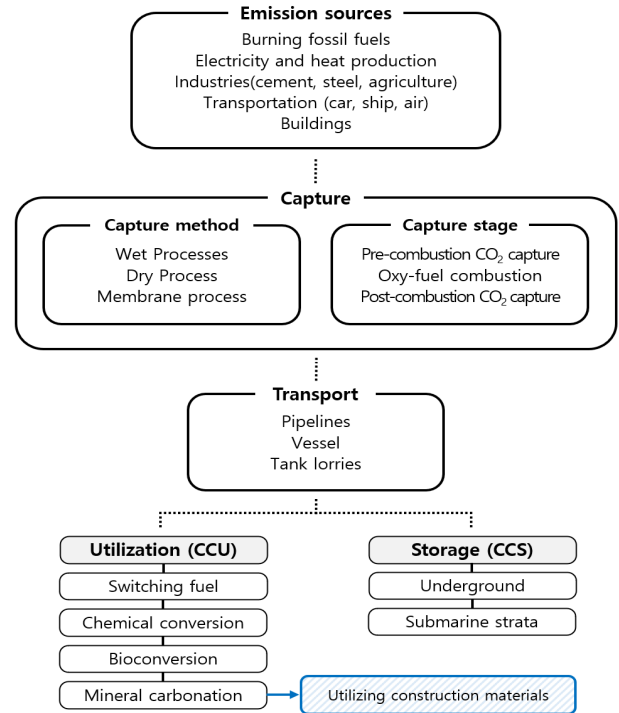 Emission sources
Burning fossil fuels
Electricity and heat production
Industries(cement, steel, agriculture)
Transportation (car, ship, air)
Buildings
Capture
Capture method
Wet Processes
Dry Process
Membrane process
Capture stage
Pre-combustion CO₂ capture
Oxy-fuel combustion
Post-combustion CO₂ capture
Transport
Pipelines
Vessel
Tank lorries
Utilization (CCU)
Switching fuel
Chemical conversion
Bioconversion
Mineral carbonation
Utilizing construction materials
Storage (CCS)
Underground
Submarine strata